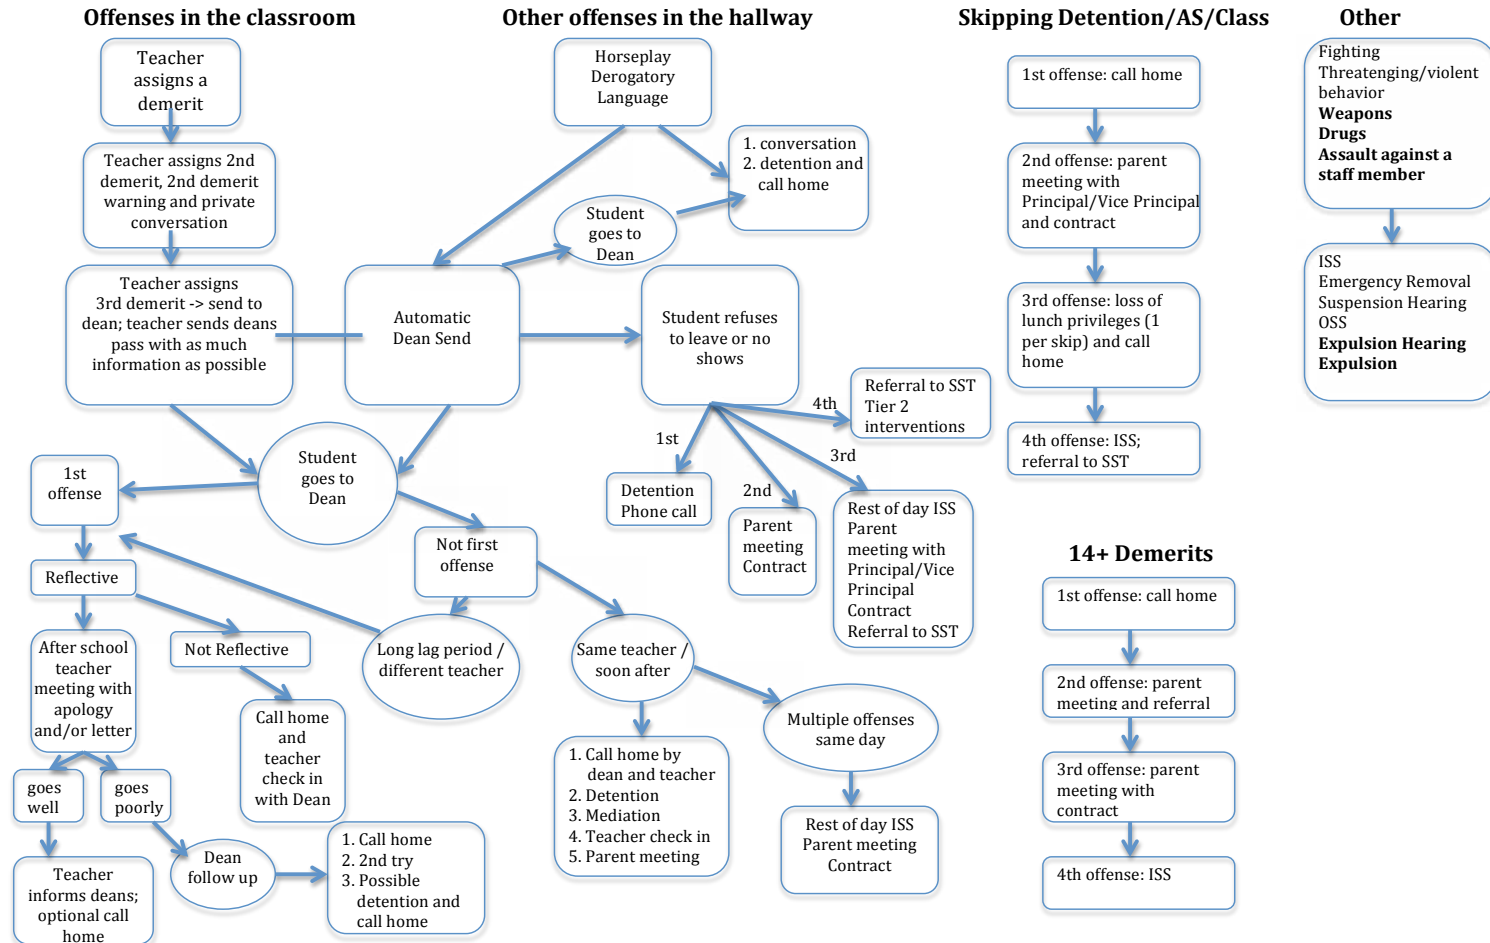 Offenses in the classroom
Teacher
assigns a
demerit
Teacher assigns 2nd
demerit, 2nd demerit
warning and private
conversation
Teacher assigns
3rd demerit -> send to
dean; teacher sends deans
pass with as much
information as possible
Other offenses in the hallway
Horseplay
Derogatory
Language
1. conversation
2. detention and
call home
Student
goes to
Dean
Automatic
Dean Send
Student refuses
to leave or no
shows
1st
2nd
3rd
4th
Detention
Phone call
Parent
meeting
Contract
Rest of day ISS
Parent
meeting with
Principal/Vice
Principal
Contract
Referral to SST
Referral to SST
Tier 2
interventions
Student
goes to
Dean
1st
offense
Reflective
After school
teacher
meeting with
apology
and/or letter
goes
well
goes
poorly
Teacher
informs deans;
optional call
home
Dean
follow up
1. Call home
2. 2nd try
3. Possible
detention and
call home
Not Reflective
Call home
and
teacher
check in
with Dean
Not first
offense
Long lag period /
different teacher
Same teacher /
soon after
1. Call home by
dean and teacher
2. Detention
3. Mediation
4. Teacher check in
5. Parent meeting
Multiple offenses
same day
Rest of day ISS
Parent meeting
Contract
Skipping Detention/AS/Class
1st offense: call home
2nd offense: parent
meeting with
Principal/Vice Principal
and contract
3rd offense: loss of
lunch privileges (1
per skip) and call
home
4th offense: ISS;
referral to SST
14+ Demerits
1st offense: call home
2nd offense: parent
meeting and referral
3rd offense: parent
meeting with
contract
4th offense: ISS
Other
Fighting
Threatenging/violent
behavior
Weapons
Drugs
Assault against a
staff member
ISS
Emergency Removal
Suspension Hearing
OSS
Expulsion Hearing
Expulsion